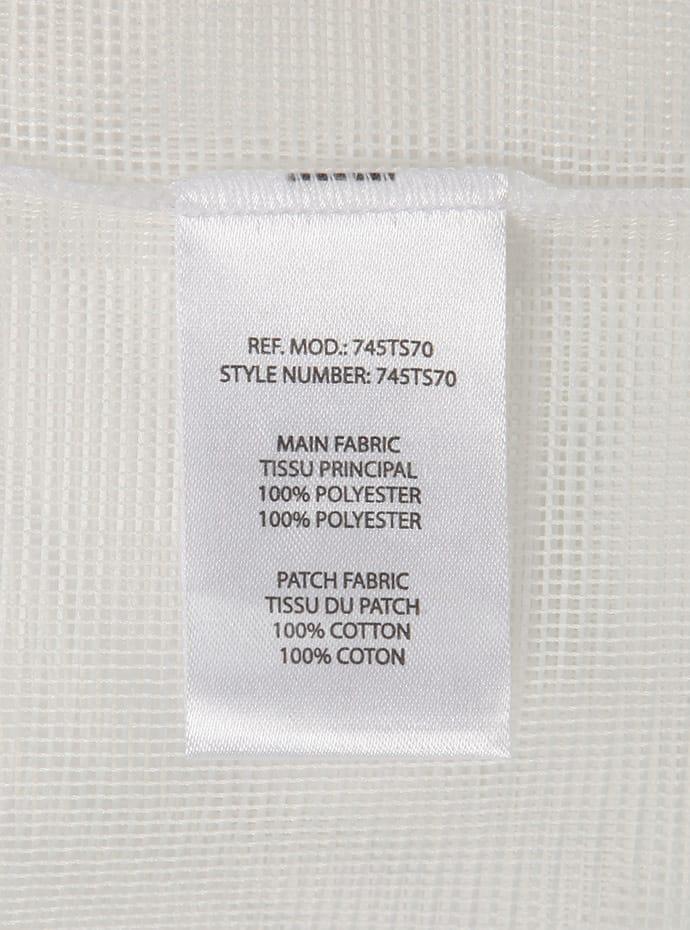 REF. MOD.: 745TS70
STYLE NUMBER: 745TS70
MAIN FABRIC
TISSU PRINCIPAL
100% POLYESTER
100% POLYESTER
PATCH FABRIC
TISSU DU PATCH
100% COTTON
100% COTON